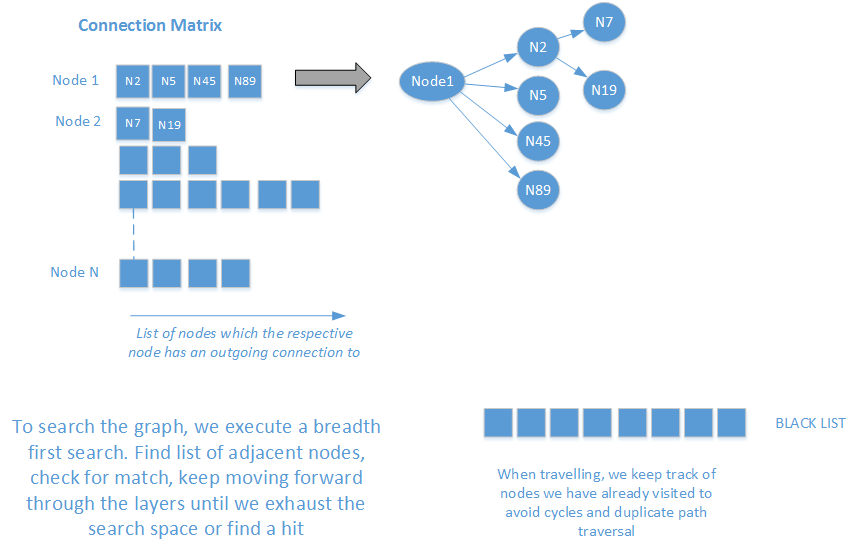 Connection Matrix
Node 1
N2
N5
N45
N89
Node 2
N7
N19
Node N
List of nodes which the respective
node has an outgoing connection to
Node1
N2
N7
N19
N5
N45
N89
To search the graph, we execute a breadth
first search. Find list of adjacent nodes,
check for match, keep moving forward
through the layers until we exhaust the
search space or find a hit
BLACK LIST
When travelling, we keep track of
nodes we have already visited to
avoid cycles and duplicate path
traversal